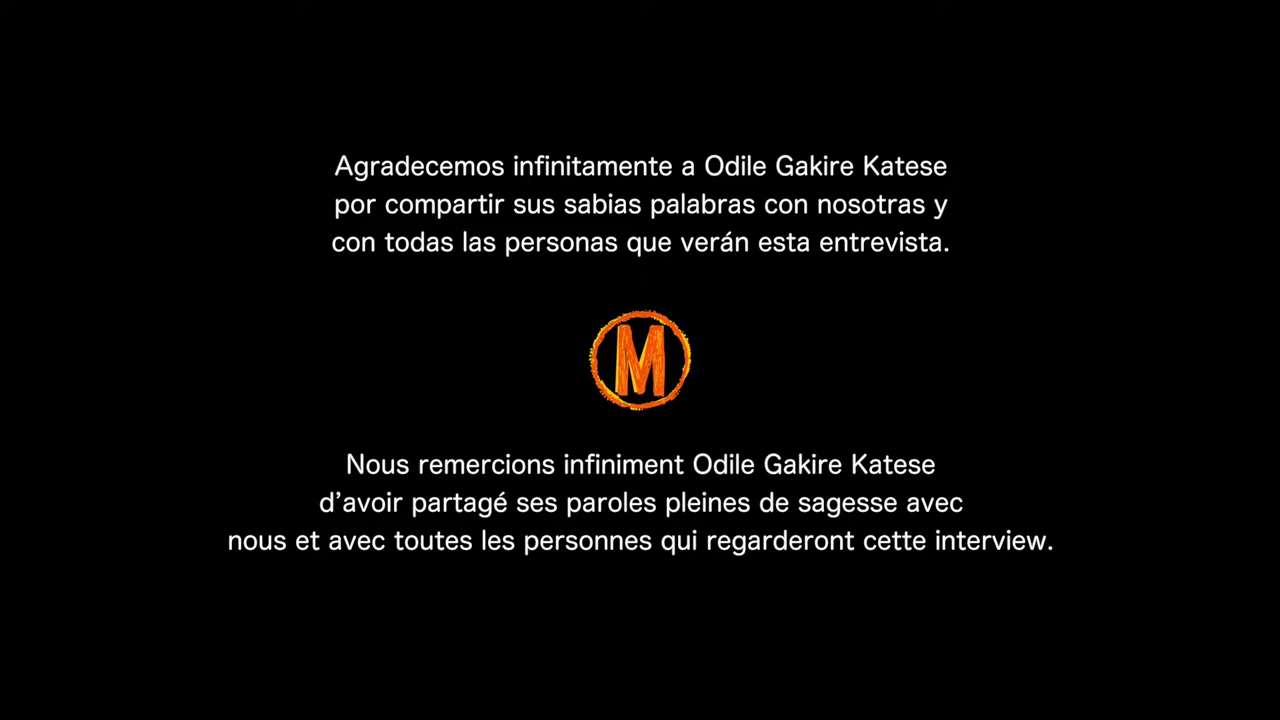 Agradecemos infinitamente a Odile Gakire Katese
por compartir sus sabias palabras con nosotras y
con todas las personas que verán esta entrevista.
M
Nous remercions infiniment Odile Gakire Katese
d’avoir partagé ses paroles pleines de sagesse avec
nous et avec toutes les personnes qui regarderont cette interview.